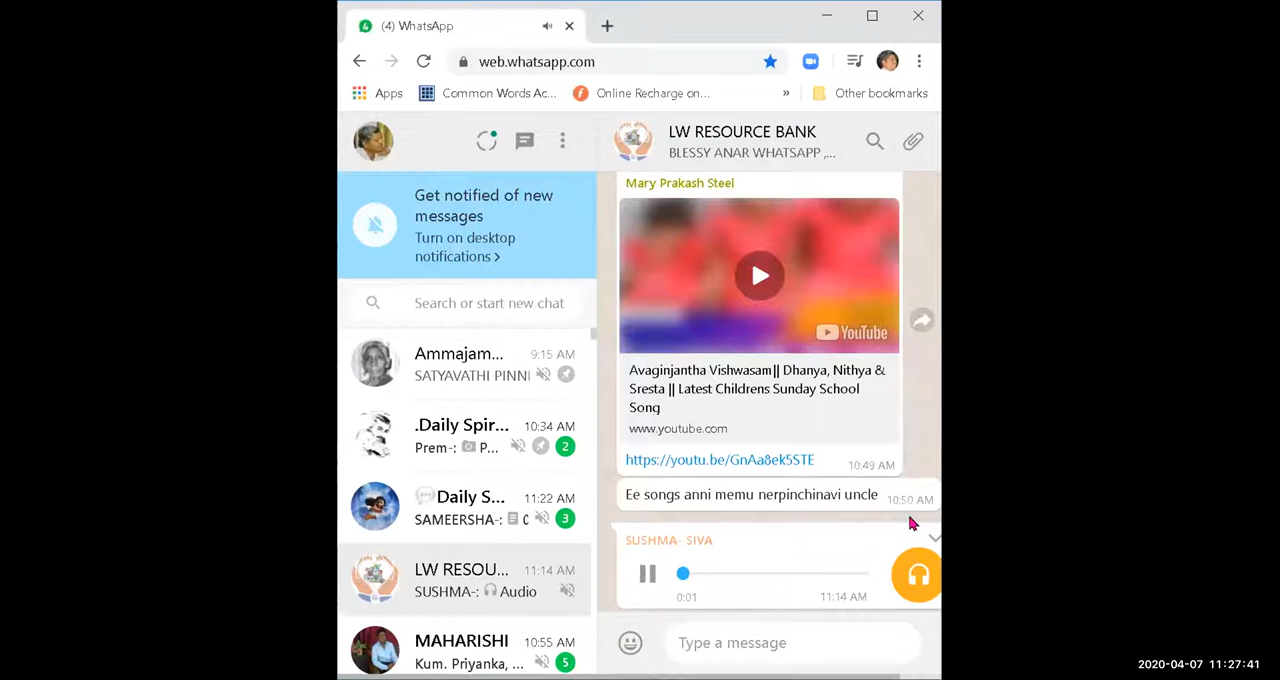 (4) WhatsApp
web.whatsapp.com
Apps
Common Words Ac...
Online Recharge on...
»
Other bookmarks
Get notified of new
messages
Turn on desktop
notifications >
Search or start new chat
Ammajam... 9:15 AM
SATYAVATHI PINNI
.Daily Spir... 10:34 AM
Prem-: P... 2
Daily S... 11:22 AM
SAMEERSHA-: 3
LW RESOU... 11:14 AM
SUSHMA-: Audio
MAHARISHI 10:55 AM
Kum. Priyanka, ... 5
LW RESOURCE BANK
BLESSY ANAR WHATSAPP ,...
Mary Prakash Steel
YouTube
Avaginjantha Vishwasam|| Dhanya, Nithya &
Sresta || Latest Childrens Sunday School
Song
www.youtube.com
https://youtu.be/GnAa8ek5STE 10:49 AM
Ee songs anni memu nerpinchinavi uncle 10:50 AM
SUSHMA- SIVA
0:01 11:14 AM
Type a message
2020-04-07 11:27:41